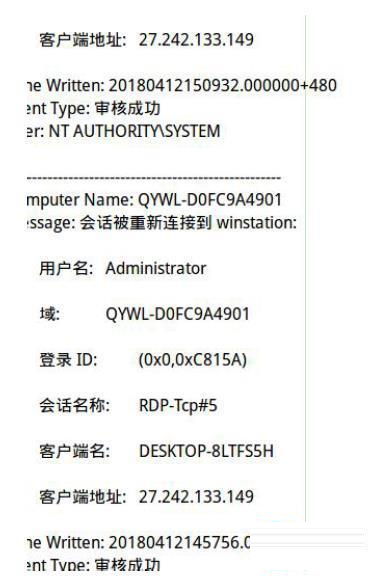 客户端地址: 27.242.133.149
ne Written: 20180412150932.000000+480
ent Type: 审核成功
er: NT AUTHORITY\SYSTEM
-----------------------------------------------------
mputer Name: QYWL-D0FC9A4901
essage: 会话被重新连接到 winstation:
用户名: Administrator
域: QYWL-D0FC9A4901
登录 ID: (0x0,0xC815A)
会话名称: RDP-Tcp#5
客户端名: DESKTOP-8LTFS5H
客户端地址: 27.242.133.149
ne Written: 20180412145756.0
ent Type: 审核成功